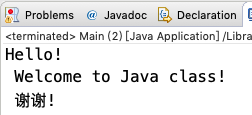 Problems @ Javadoc Declaration
<terminated> Main (2) [Java Application] /Libra
Hello!
Welcome to Java class!
谢谢!